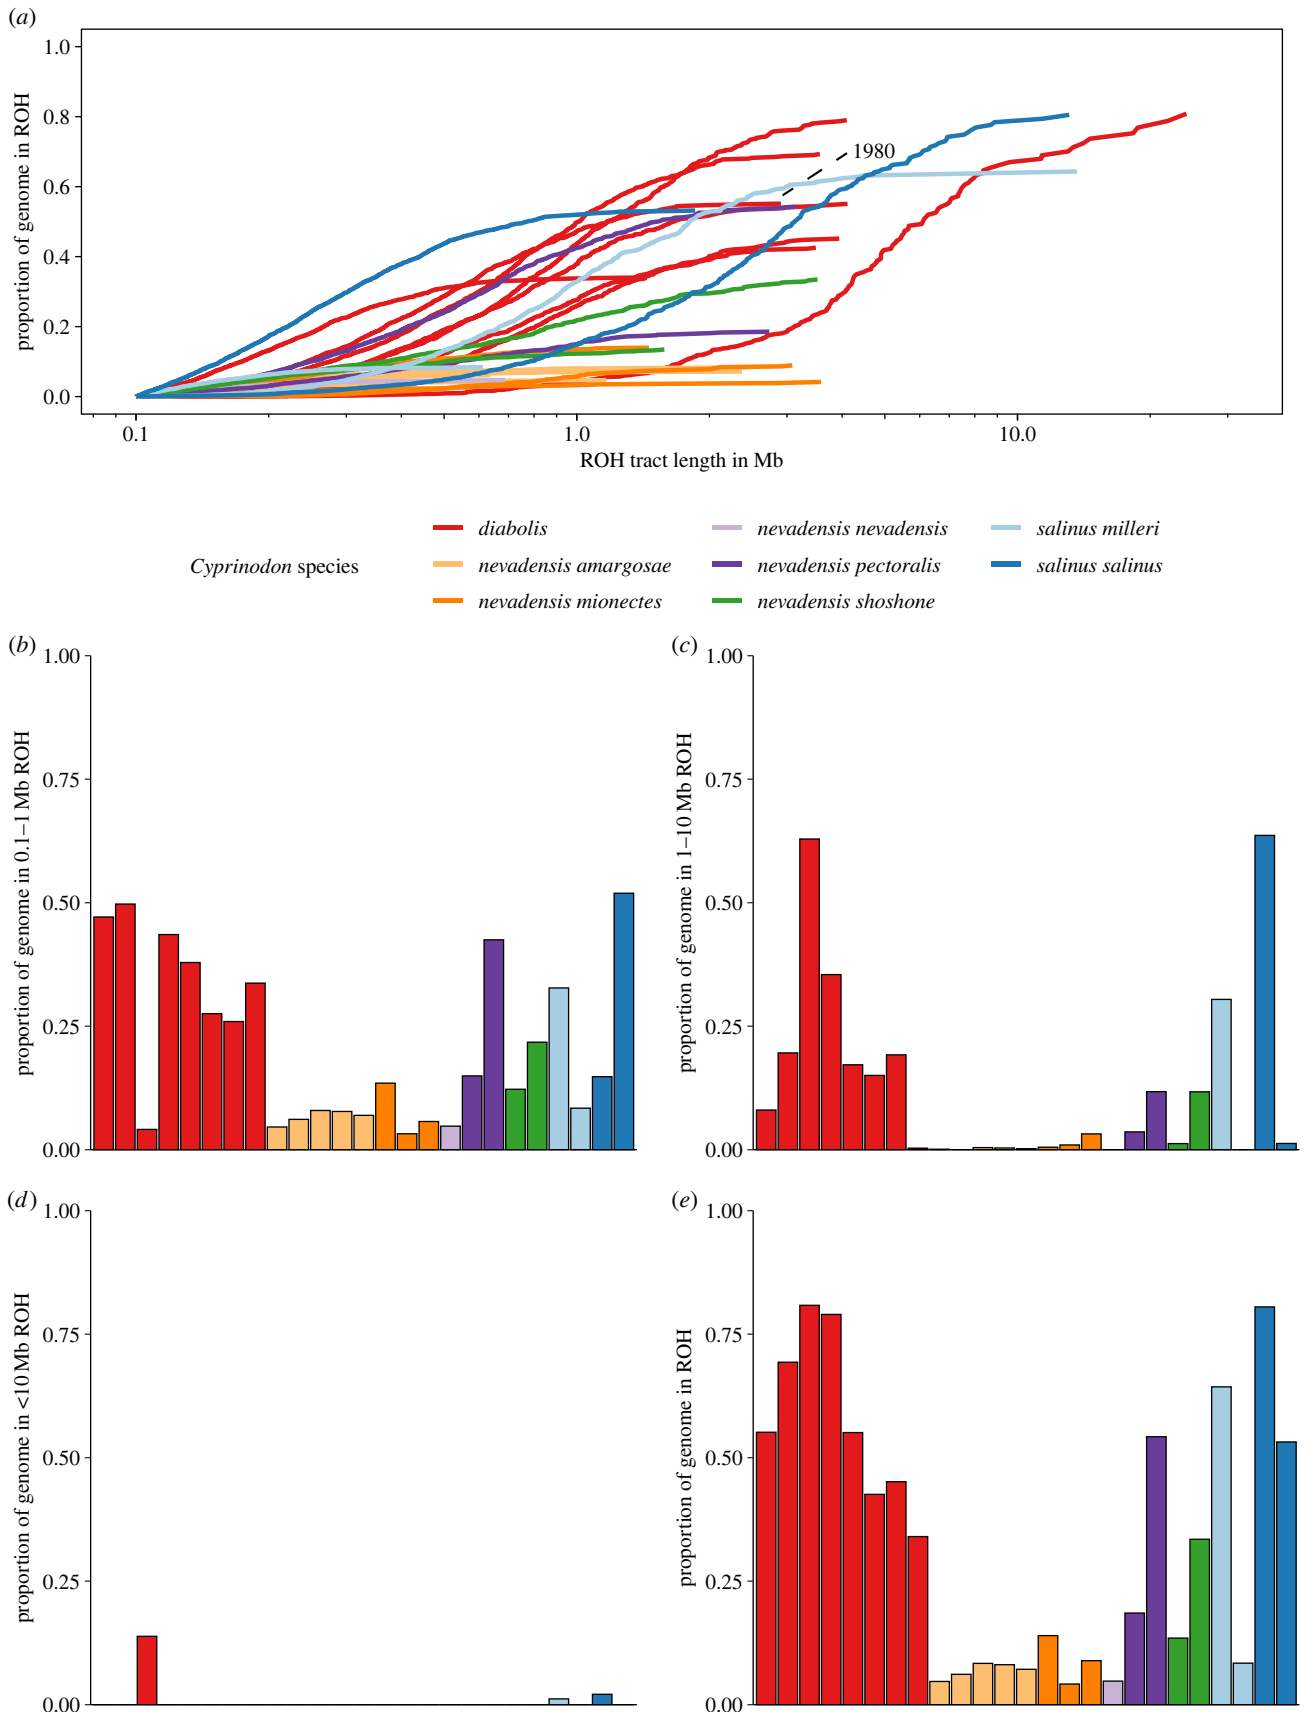 (a)
proportion of genome in ROH
1.0
0.8
0.6
0.4
0.2
0.0
1980
0.1
1.0
10.0
ROH tract length in Mb
Cyprinodon species
diabolis
nevadensis amargosae
nevadensis mionectes
nevadensis nevadensis
nevadensis pectoralis
nevadensis shoshone
salinus milleri
salinus salinus
(b)
proportion of genome in 0.1–1 Mb ROH
1.00
0.75
0.50
0.25
0.00
(c)
proportion of genome in 1–10 Mb ROH
1.00
0.75
0.50
0.25
0.00
(d)
proportion of genome in <10 Mb ROH
1.00
0.75
0.50
0.25
0.00
(e)
proportion of genome in ROH
1.00
0.75
0.50
0.25
0.00